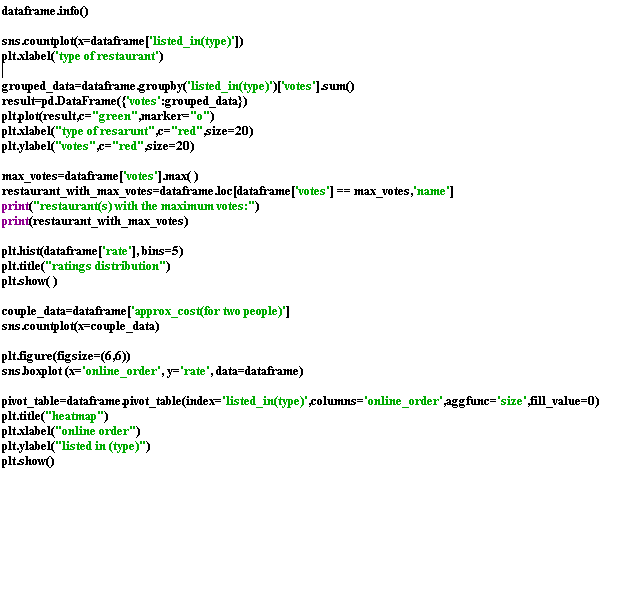 dataframe.info()
sns.countplot(x=dataframe['listed_in(type)'])
plt.xlabel('type of restaurant')
grouped_data=dataframe.groupby('listed_in(type)')['votes'].sum()
result=pd.DataFrame({'votes':grouped_data})
plt.plot(result,c="green",marker="o")
plt.xlabel("type of resarunt",c="red",size=20)
plt.ylabel("votes",c="red",size=20)
max_votes=dataframe['votes'].max( )
restaurant_with_max_votes=dataframe.loc[dataframe['votes'] == max_votes,'name']
print("restaurant(s) with the maximum votes:")
print(restaurant_with_max_votes)
plt.hist(dataframe['rate'], bins=5)
plt.title("ratings distribution")
plt.show( )
couple_data=dataframe['approx_cost(for two people)']
sns.countplot(x=couple_data)
plt.figure(figsize=(6,6))
sns.boxplot (x='online_order', y='rate', data=dataframe)
pivot_table=dataframe.pivot_table(index='listed_in(type)',columns='online_order',aggfunc='size',fill_value=0)
plt.title("heatmap")
plt.xlabel("online order")
plt.ylabel("listed in (type)")
plt.show()